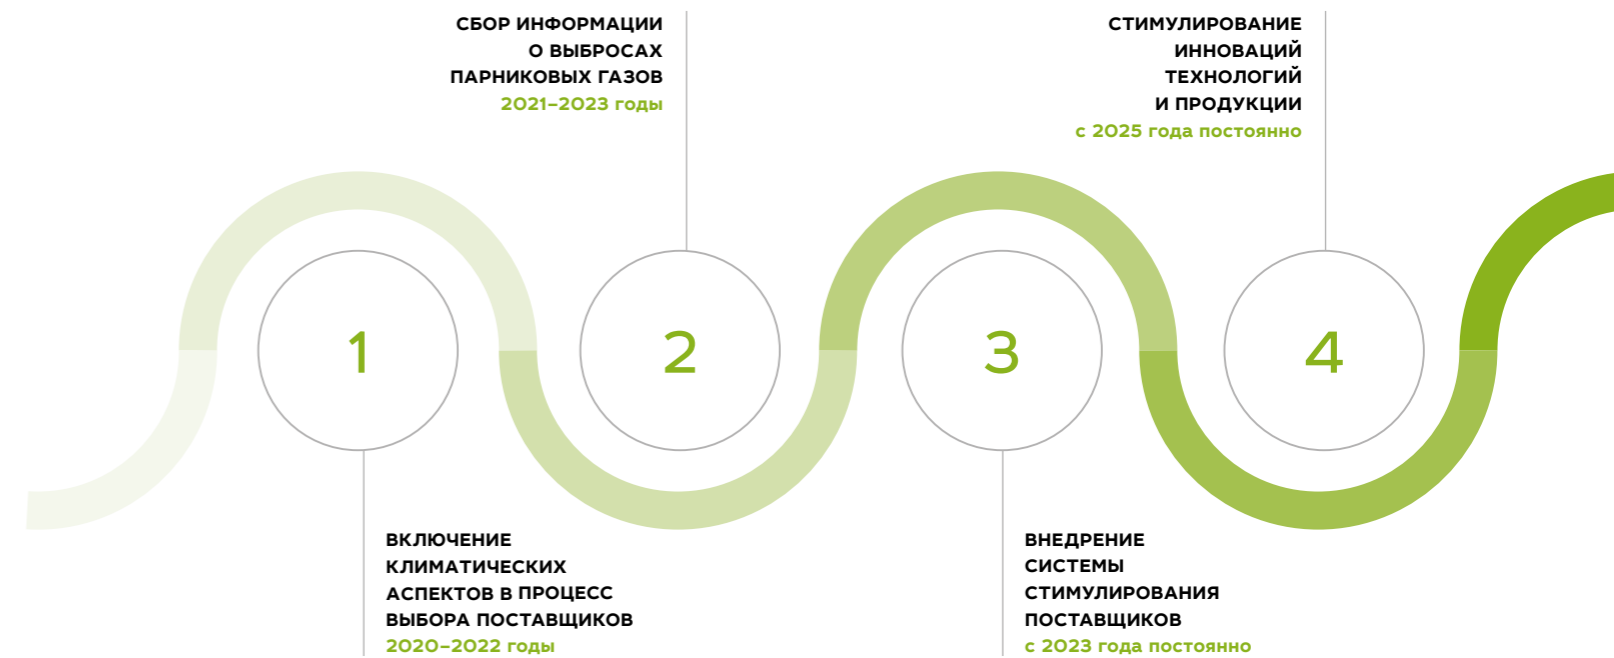 СБОР ИНФОРМАЦИИ
О ВЫБРОСАХ
ПАРНИКОВЫХ ГАЗОВ
2021–2023 годы
СТИМУЛИРОВАНИЕ
ИННОВАЦИЙ
ТЕХНОЛОГИЙ
И ПРОДУКЦИИ
с 2025 года постоянно
1
2
3
4
ВКЛЮЧЕНИЕ
КЛИМАТИЧЕСКИХ
АСПЕКТОВ В ПРОЦЕСС
ВЫБОРА ПОСТАВЩИКОВ
2020–2022 годы
ВНЕДРЕНИЕ
СИСТЕМЫ
СТИМУЛИРОВАНИЯ
ПОСТАВЩИКОВ
с 2023 года постоянно